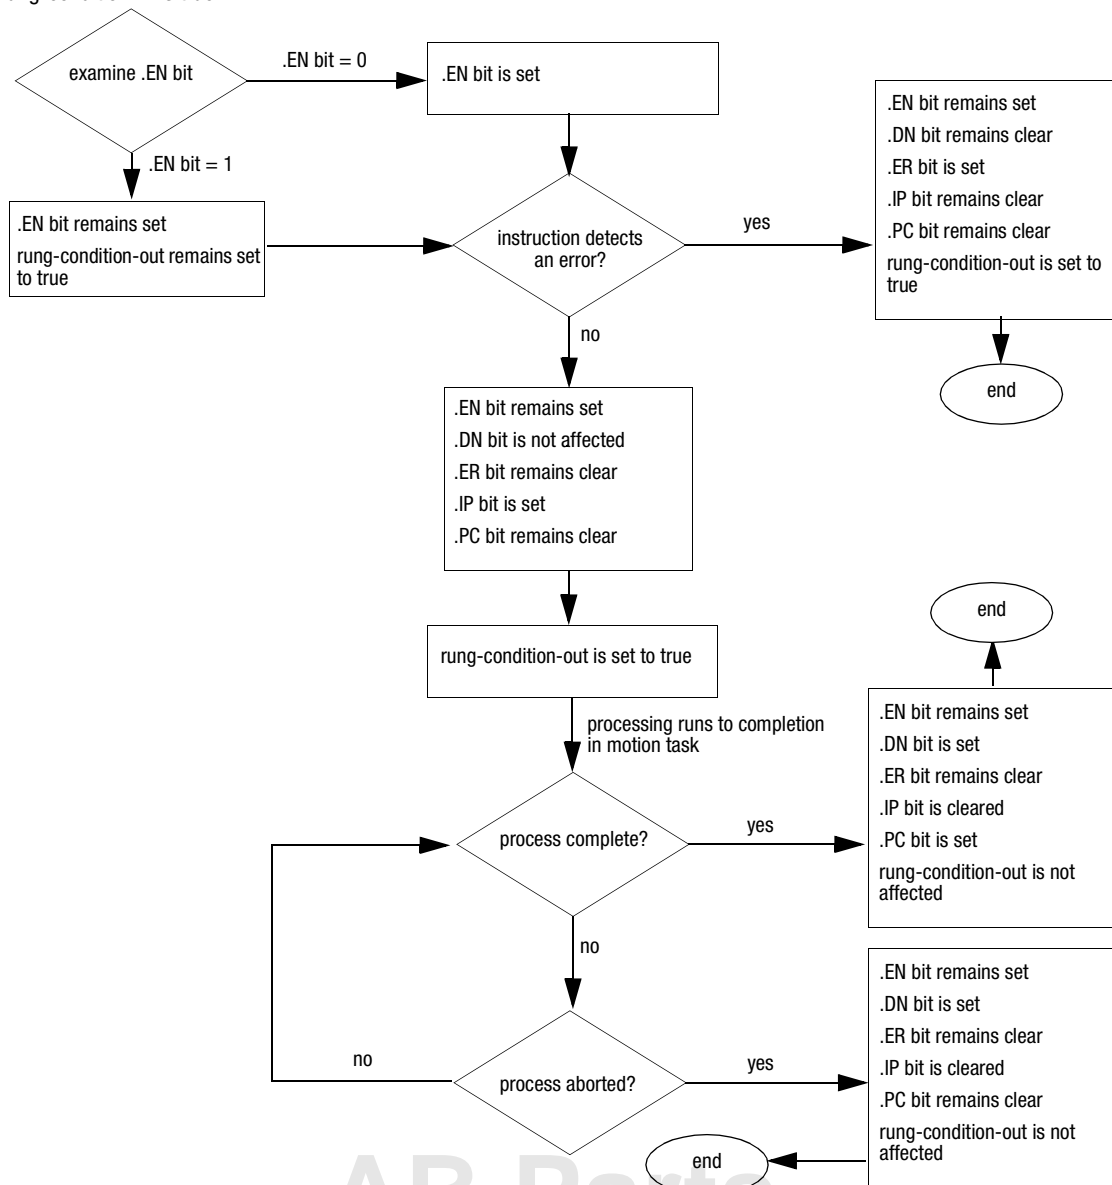 examine .EN bit
.EN bit = 0
.EN bit is set
.EN bit = 1
.EN bit remains set
rung-condition-out remains set
to true
instruction detects
an error?
yes
.EN bit remains set
.DN bit remains clear
.ER bit is set
.IP bit remains clear
.PC bit remains clear
rung-condition-out is set to
true
end
no
.EN bit remains set
.DN bit is not affected
.ER bit remains clear
.IP bit is set
.PC bit remains clear
rung-condition-out is set to true
processing runs to completion
in motion task
process complete?
yes
end
.EN bit remains set
.DN bit is set
.ER bit remains clear
.IP bit is cleared
.PC bit is set
rung-condition-out is not
affected
no
process aborted?
no
yes
.EN bit remains set
.DN bit is set
.ER bit remains clear
.IP bit is cleared
.PC bit remains clear
rung-condition-out is not
affected
end
AB Parts